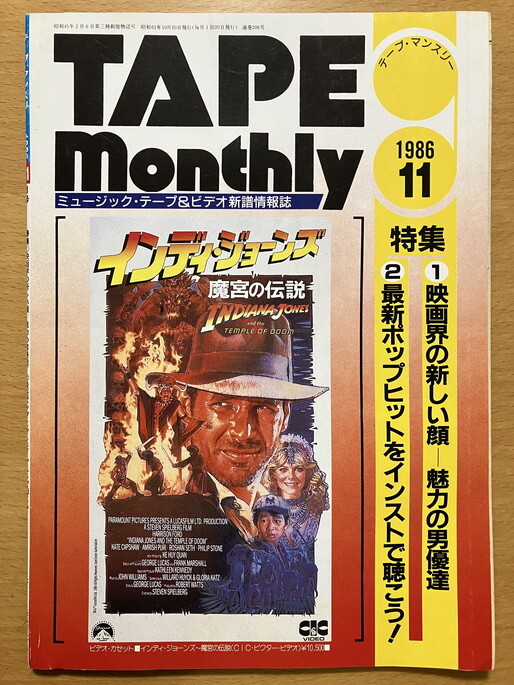 昭和45年3月6日第三種郵便物認可 昭和61年10月20日発行(毎月1回20日発行) 通巻206号
TAPE
Monthly
テープ・マンスリー
1986
11
ミュージック・テープ&ビデオ新譜情報誌
特集
1 映画界の新しい顔―魅力の男優達
2 最新ポップヒットをインストで聴こう!
インディ・ジョーンズ
魔宮の伝説
INDIANA JONES
and the
TEMPLE OF DOOM
PARAMOUNT PICTURES PRESENTS A LUCASFILM LTD. PRODUCTION
A STEVEN SPIELBERG FILM
HARRISON FORD
"INDIANA JONES AND THE TEMPLE OF DOOM"
KATE CAPSHAW · AMRISH PURI · ROSHAN SETH · PHILIP STONE
KE HUY QUAN
GEORGE LUCAS FRANK MARSHALL
KATHLEEN KENNEDY
JOHN WILLIAMS WILLARD HUYCK & GLORIA KATZ
GEORGE LUCAS ROBERT WATTS
STEVEN SPIELBERG
CIC
VIDEO
ビデオ・カセット■インディ・ジョーンズ〜魔宮の伝説(CIC・ビクター・ビデオ)¥10,500■